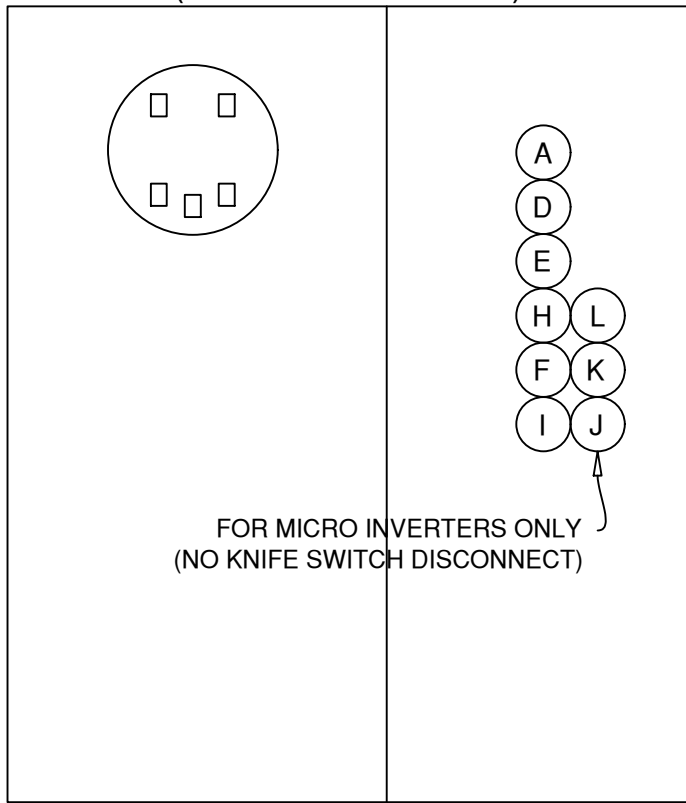 A
D
E
H L
F K
I J
FOR MICRO INVERTERS ONLY
(NO KNIFE SWITCH DISCONNECT)